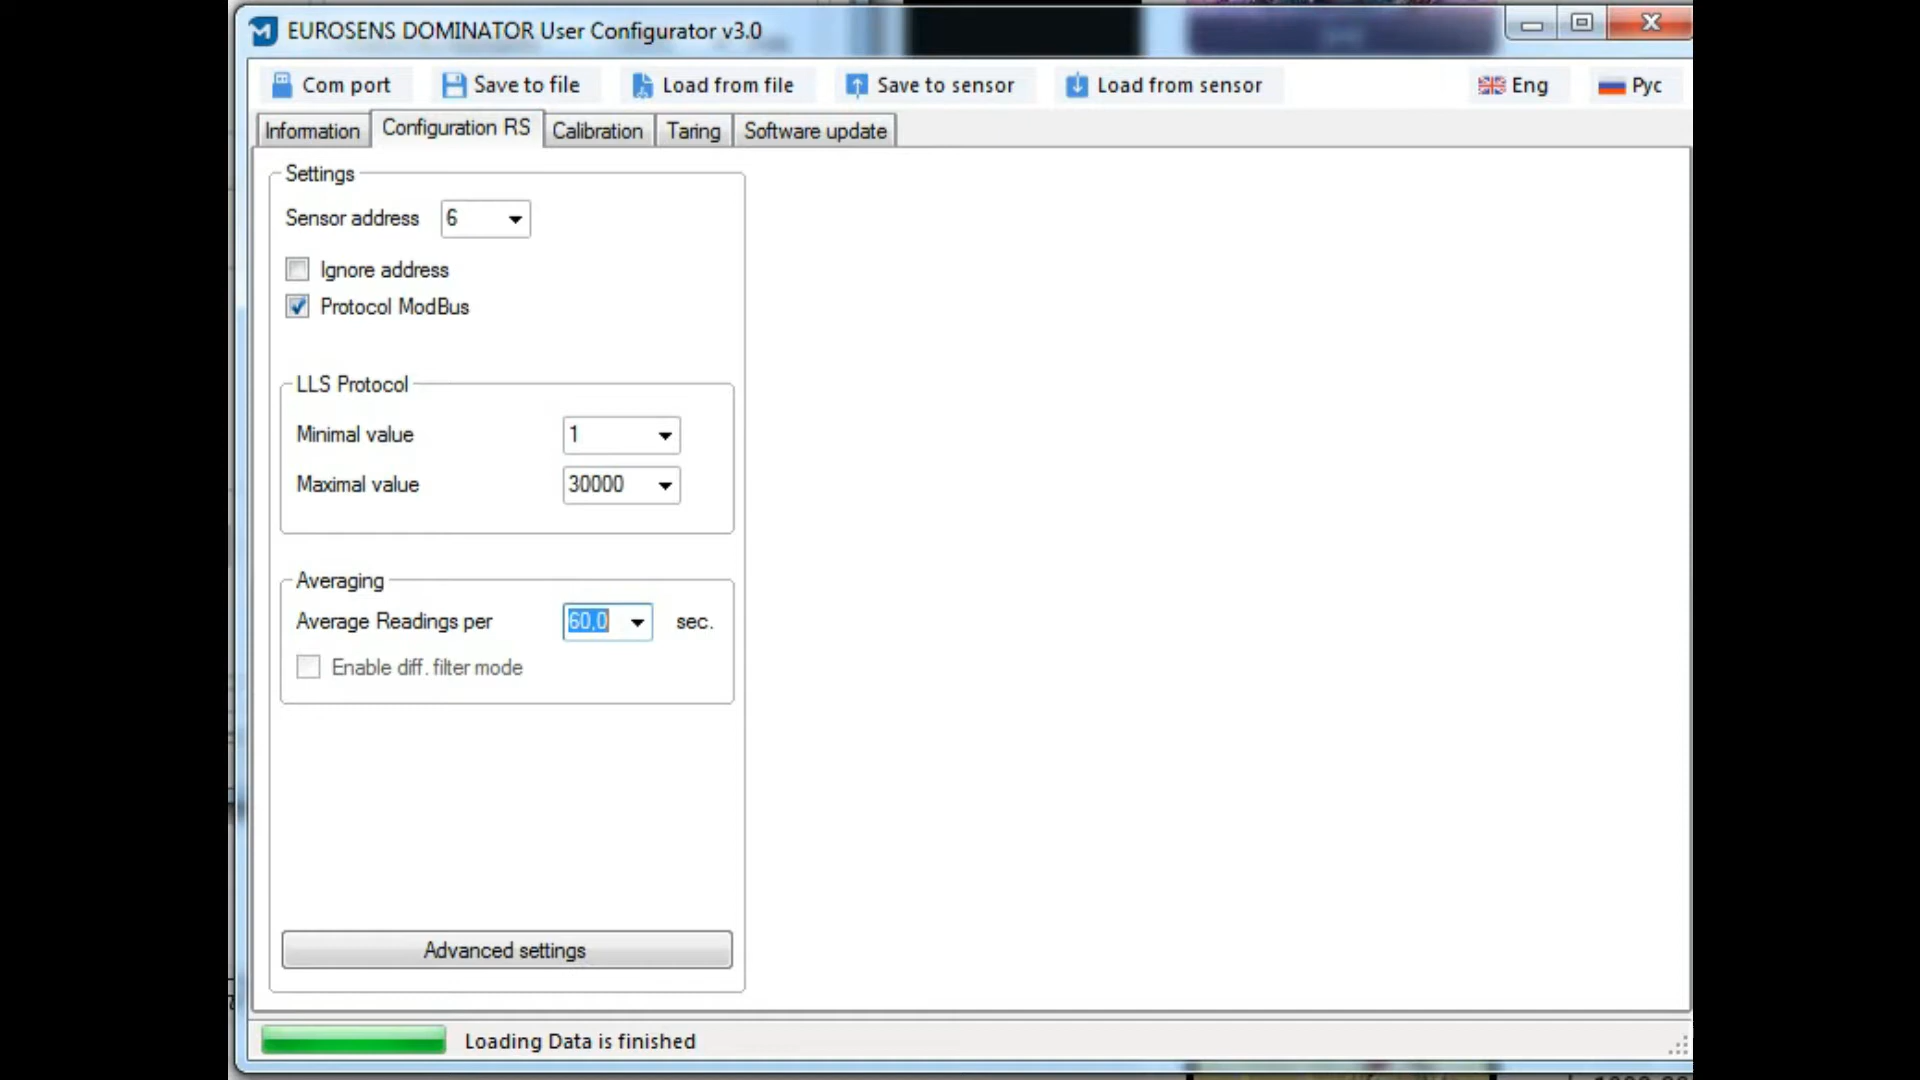 EUROSENS DOMINATOR User Configurator v3.0
Com port Save to file Load from file Save to sensor Load from sensor Eng Рус
Information Configuration RS Calibration Taring Software update
Settings
Sensor address 6
Ignore address
Protocol ModBus
LLS Protocol
Minimal value 1
Maximal value 30000
Averaging
Average Readings per 60,0 sec.
Enable diff. filter mode
Advanced settings
Loading Data is finished